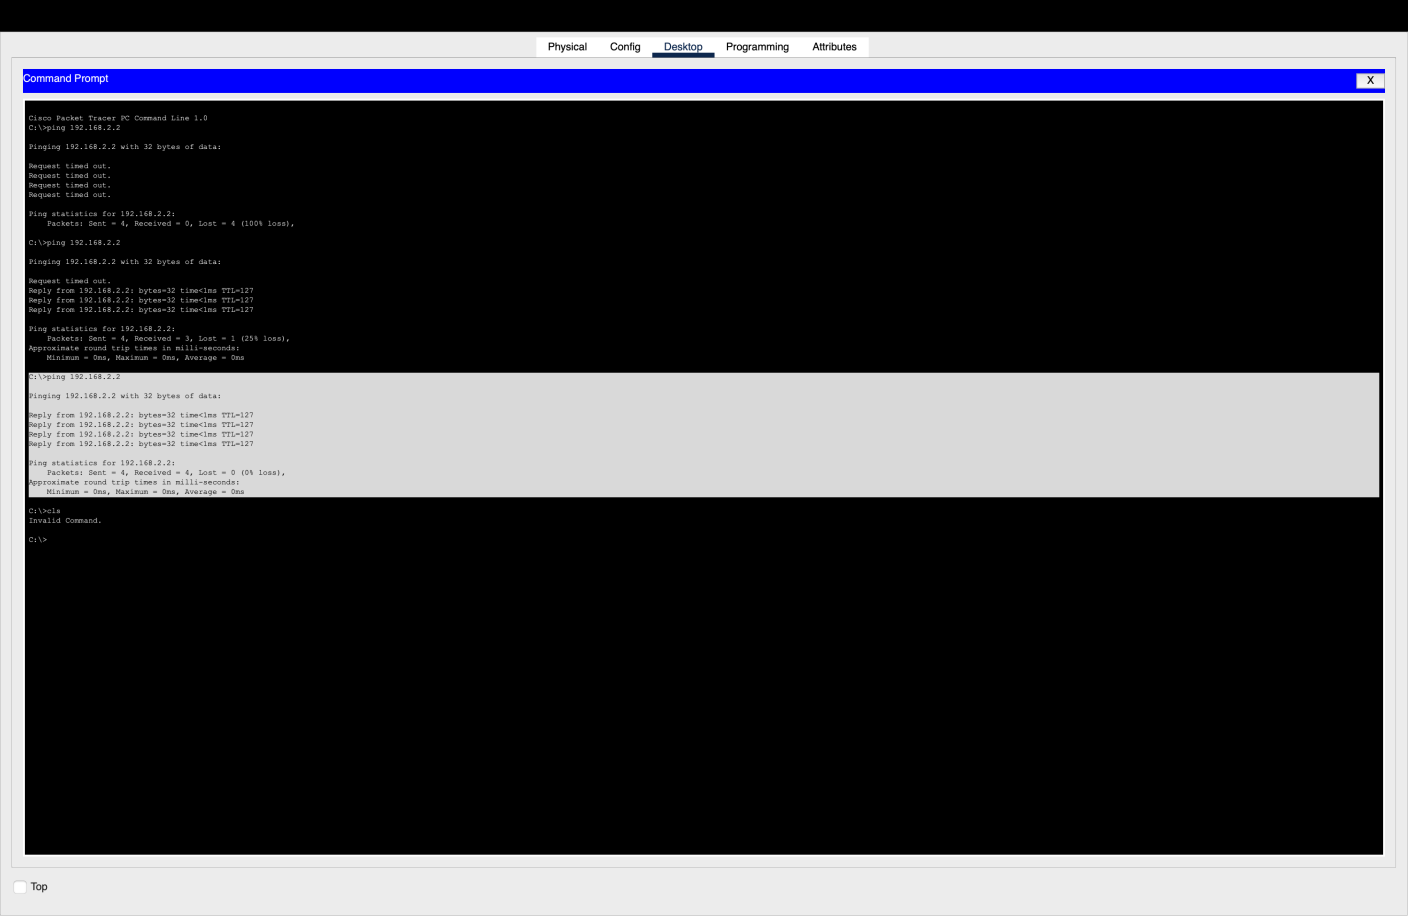 Physical Config Desktop Programming Attributes
Command Prompt
X
Cisco Packet Tracer PC Command Line 1.0
C:\>ping 192.168.2.2
Pinging 192.168.2.2 with 32 bytes of data:
Request timed out.
Request timed out.
Request timed out.
Request timed out.
Ping statistics for 192.168.2.2:
    Packets: Sent = 4, Received = 0, Lost = 4 (100% loss),
C:\>ping 192.168.2.2
Pinging 192.168.2.2 with 32 bytes of data:
Request timed out.
Reply from 192.168.2.2: bytes=32 time<1ms TTL=127
Reply from 192.168.2.2: bytes=32 time<1ms TTL=127
Reply from 192.168.2.2: bytes=32 time<1ms TTL=127
Ping statistics for 192.168.2.2:
    Packets: Sent = 4, Received = 3, Lost = 1 (25% loss),
Approximate round trip times in milli-seconds:
    Minimum = 0ms, Maximum = 0ms, Average = 0ms
C:\>ping 192.168.2.2
Pinging 192.168.2.2 with 32 bytes of data:
Reply from 192.168.2.2: bytes=32 time<1ms TTL=127
Reply from 192.168.2.2: bytes=32 time<1ms TTL=127
Reply from 192.168.2.2: bytes=32 time<1ms TTL=127
Reply from 192.168.2.2: bytes=32 time<1ms TTL=127
Ping statistics for 192.168.2.2:
    Packets: Sent = 4, Received = 4, Lost = 0 (0% loss),
Approximate round trip times in milli-seconds:
    Minimum = 0ms, Maximum = 0ms, Average = 0ms
C:\>cls
Invalid Command.
C:\>
Top